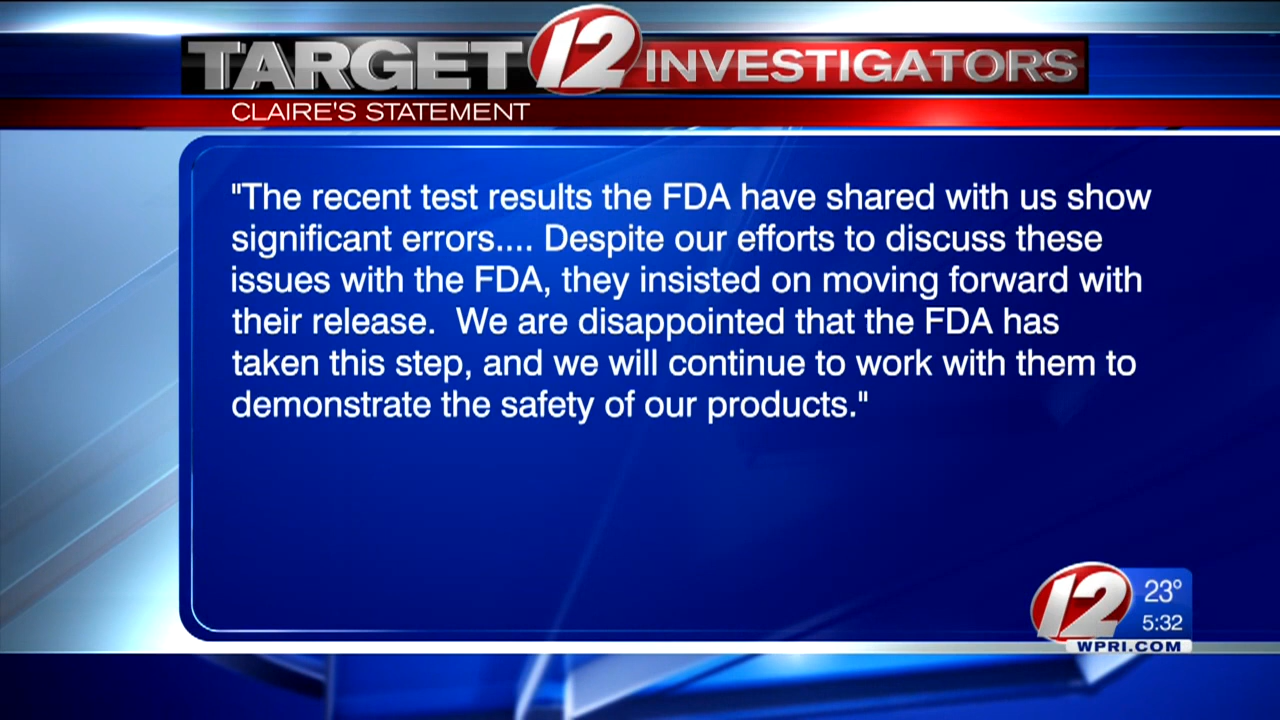 TARGET 12 INVESTIGATORS
CLAIRE'S STATEMENT
"The recent test results the FDA have shared with us show
significant errors.... Despite our efforts to discuss these
issues with the FDA, they insisted on moving forward with
their release.  We are disappointed that the FDA has
taken this step, and we will continue to work with them to
demonstrate the safety of our products."
12
23°
5:32
WPRI.COM